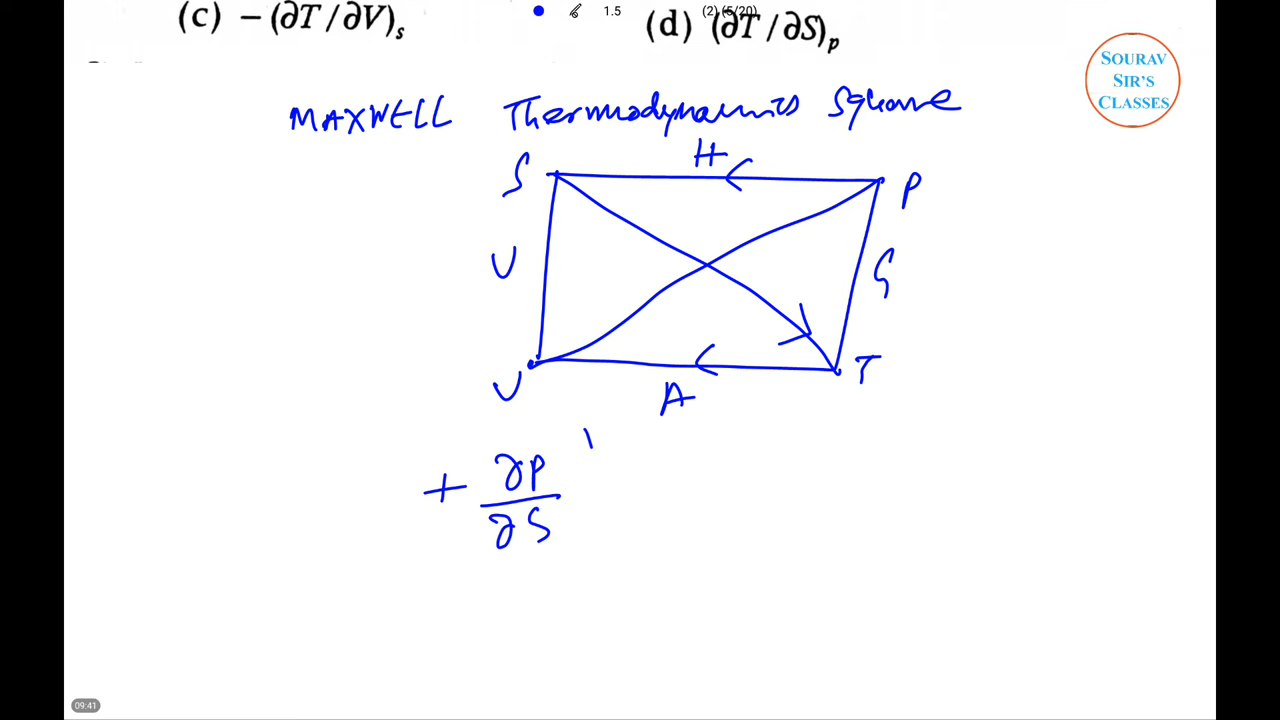 1.5 (2) (5/20)
(c) −(∂T/∂V)ₛ (d) (∂T/∂S)ₚ
SOURAV
SIR'S
CLASSES
MAXWELL Thermodynamics Square
H
S P
U G
V T
A
+ ∂P
∂S
09:41